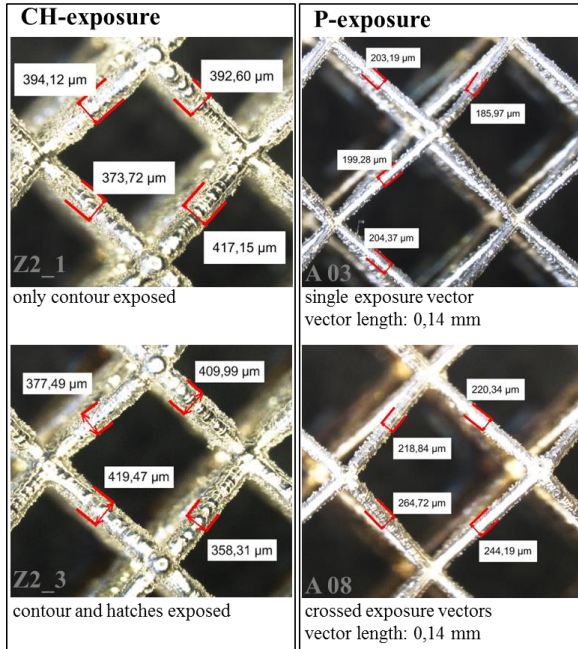 CH-exposure
394,12 µm
392,60 µm
373,72 µm
417,15 µm
Z2_1
only contour exposed
377,49 µm
409,99 µm
419,47 µm
358,31 µm
Z2_3
contour and hatches exposed
P-exposure
203,19 µm
185,97 µm
199,28 µm
204,37 µm
A 03
single exposure vector
vector length: 0,14 mm
220,34 µm
218,84 µm
264,72 µm
244,19 µm
A 08
crossed exposure vectors
vector length: 0,14 mm